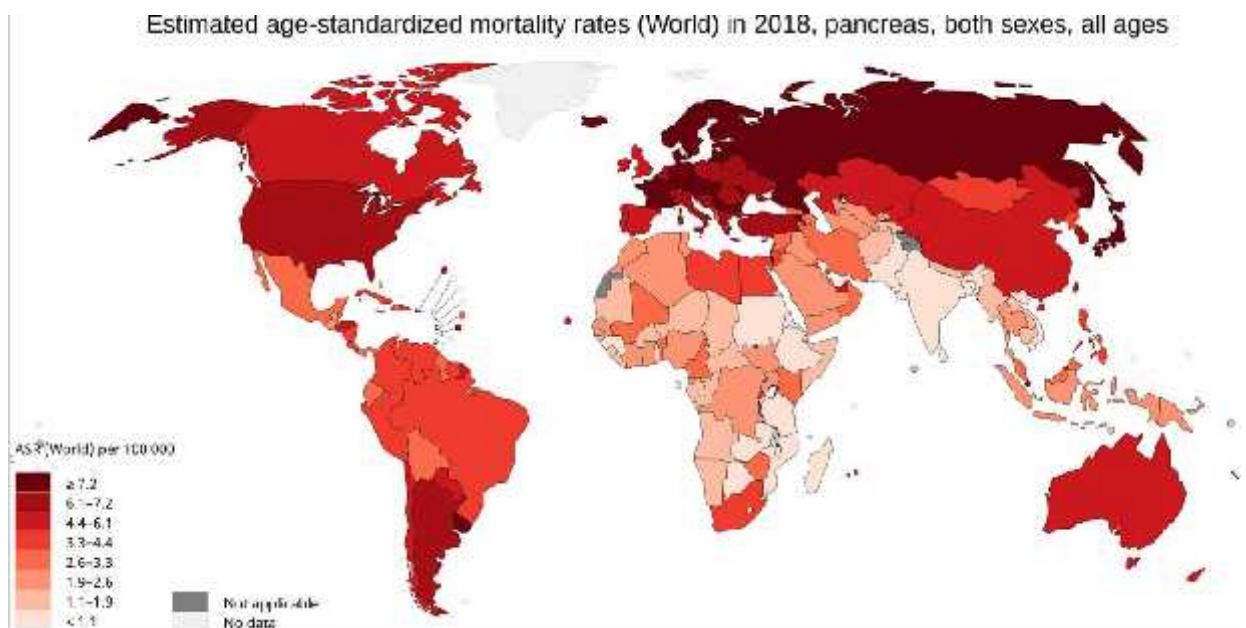 Estimated age-standardized mortality rates (World) in 2018, pancreas, both sexes, all ages
ASR (World) per 100 000
≥7.2
6.1–7.2
4.4–6.1
3.3–4.4
2.6–3.3
1.9–2.6
1.1–1.9
<1.1
Not applicable
No data